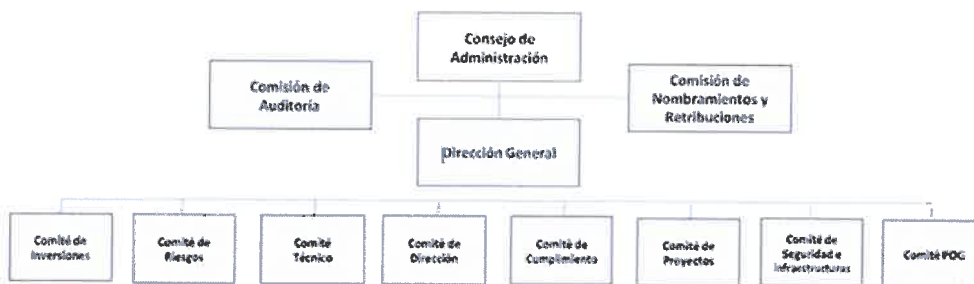 Consejo de
Administración
Comisión de
Auditoría
Comisión de
Nombramientos y
Retribuciones
Dirección General
Comité de
Inversiones
Comité de
Riesgos
Comité
Técnico
Comité de
Dirección
Comité de
Cumplimiento
Comité de
Proyectos
Comité de
Seguridad e
Infraestructuras
Comité POG